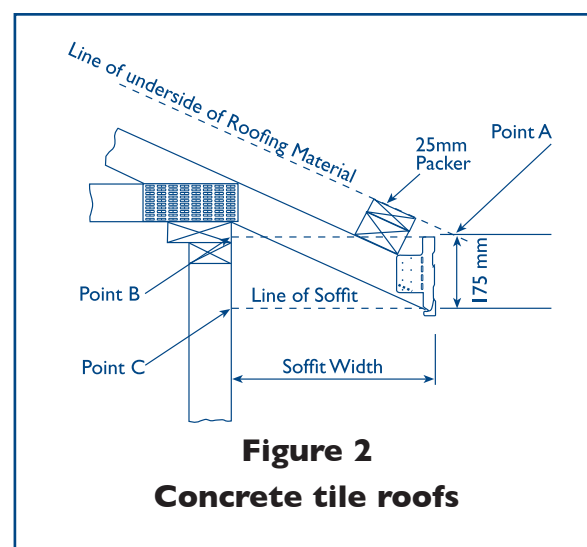 Line of underside of Roofing Material
Point A
25mm
Packer
175 mm
Point B
Line of Soffit
Point C
Soffit Width
Figure 2
Concrete tile roofs